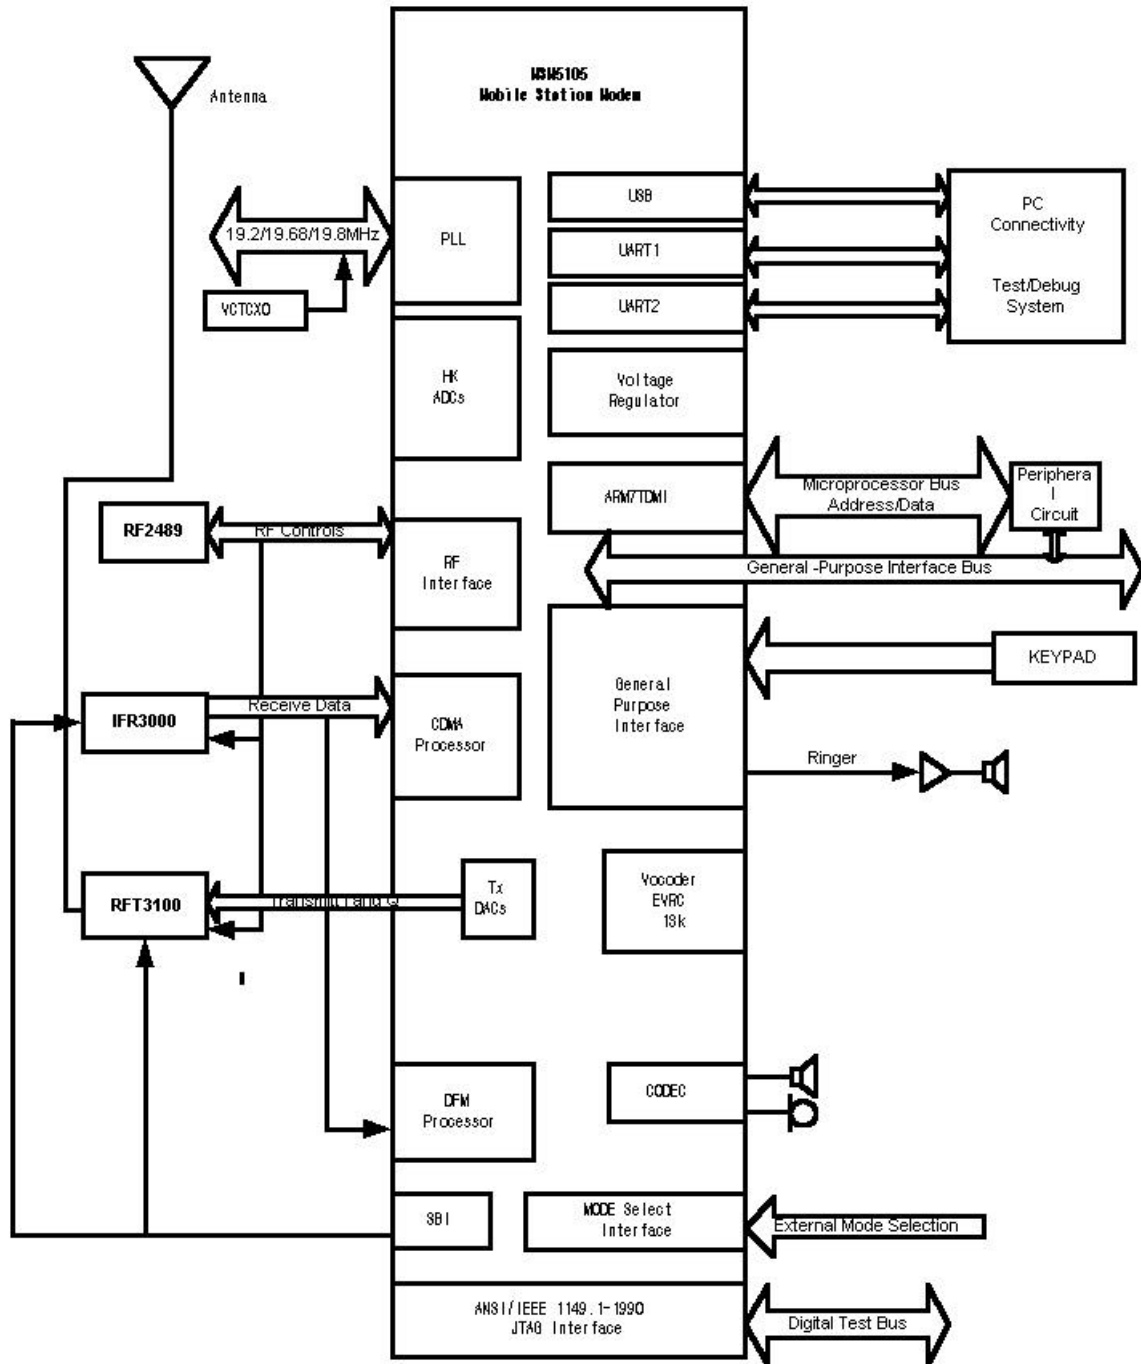 MSM5105
Mobile Station Modem
Antenna
19.2/19.68/19.8MHz
PLL
VCTCXO
USB
UART1
UART2
PC
Connectivity
Test/Debug
System
HK
ADCs
Voltage
Regulator
ARM7TDMI
Microprocessor Bus
Address/Data
Periphera
l
Circuit
RF2489
RF Controls
RF
Interface
General -Purpose Interface Bus
General
Purpose
Interface
KEYPAD
IFR3000
Receive Data
CDMA
Processor
Ringer
RFT3100
Transmit I and Q
Tx
DACs
Vocoder
EVRC
13k
DFM
Processor
CODEC
SBI
MODE Select
Interface
External Mode Selection
ANSI/IEEE 1149.1-1990
JTAG Interface
Digital Test Bus